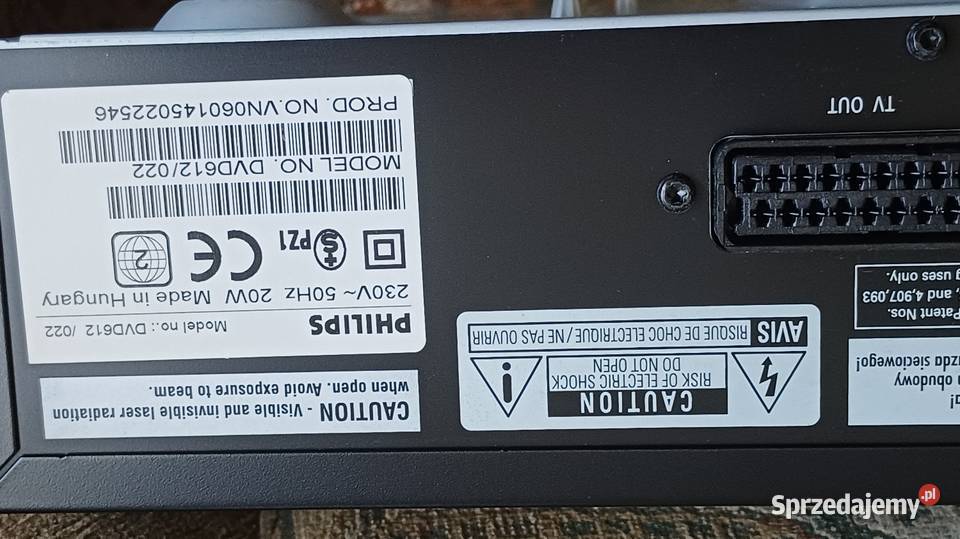 obudowy
sieciowego!
Patent Nos.
and 4,907,093
uses only.
TV OUT
CAUTION
RISK OF ELECTRIC SHOCK
DO NOT OPEN
AVIS RISQUE DE CHOC ELECTRIQUE / NE PAS OUVRIR
CAUTION - Visible and invisible laser radiation
when open. Avoid exposure to beam.
PHILIPS Model no.: DVD612 /022
230V~ 50Hz 20W Made in Hungary
PZ1 CE 2
MODEL NO. DVD612/022
PROD. NO.VN060145022546
Sprzedajemy.pl